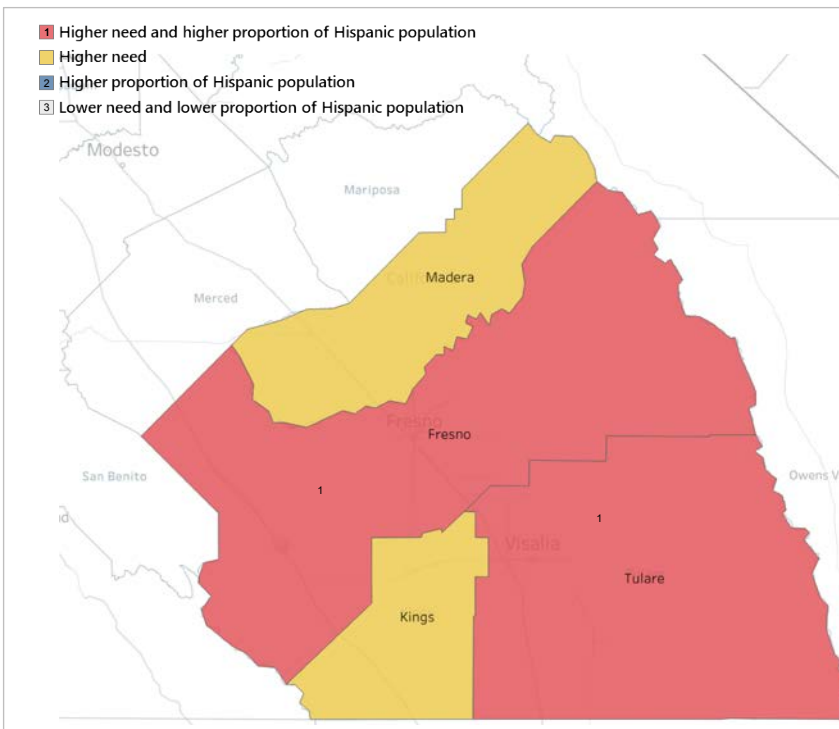 1 Higher need and higher proportion of Hispanic population
Higher need
2 Higher proportion of Hispanic population
3 Lower need and lower proportion of Hispanic population
Modesto
Mariposa
Madera
Merced
Fresno
Fresno
San Benito
Owens V
1
1
Visalia
Tulare
Kings